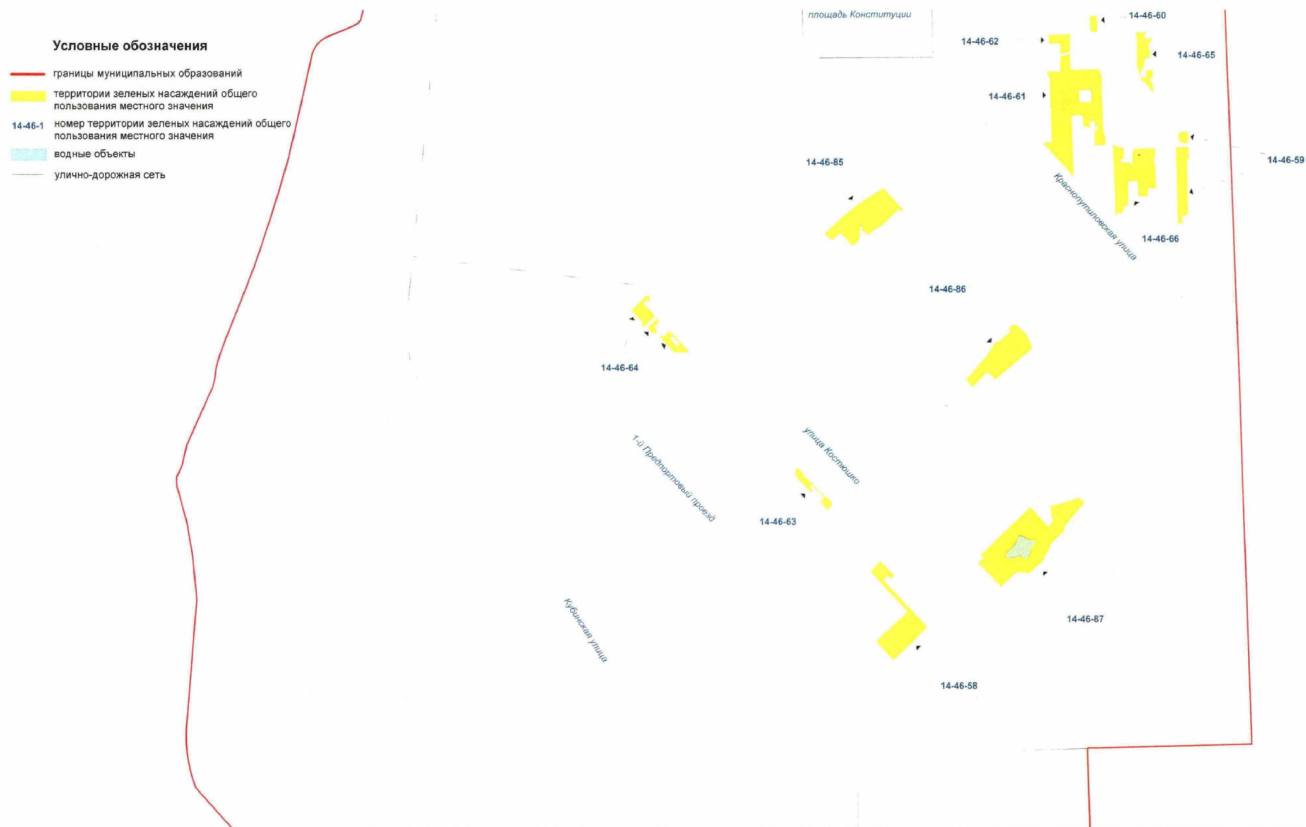 Условные обозначения
границы муниципальных образований
территории зеленых насаждений общего
пользования местного значения
14-46-1 номер территории зеленых насаждений общего
пользования местного значения
водные объекты
улично-дорожная сеть
площадь Конституции
14-46-60
14-46-62
14-46-65
14-46-61
14-46-59
14-46-85
Краснопутиловская улица
14-46-66
14-46-86
14-46-64
улица Костюшко
1-й Предпортовый проезд
14-46-63
Кубинская улица
14-46-87
14-46-58